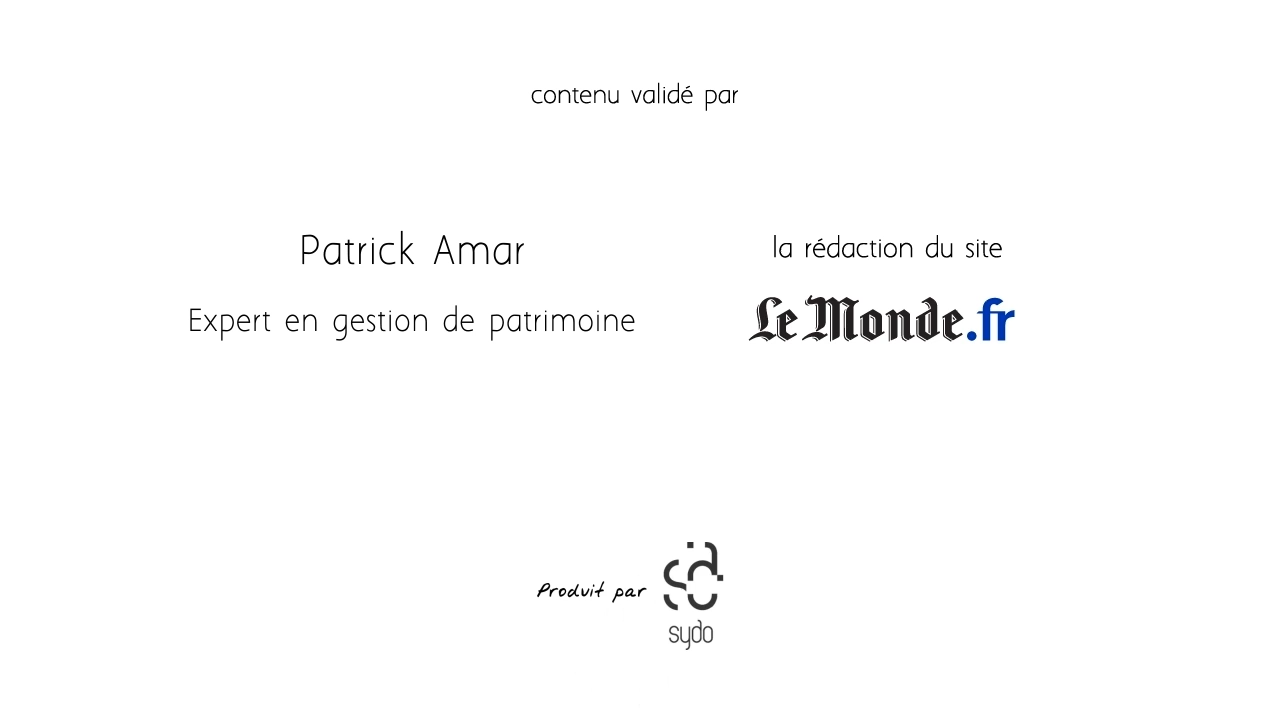 contenu validé par
Patrick Amar
Expert en gestion de patrimoine
la rédaction du site
Le Monde.fr
Produit par
sydo